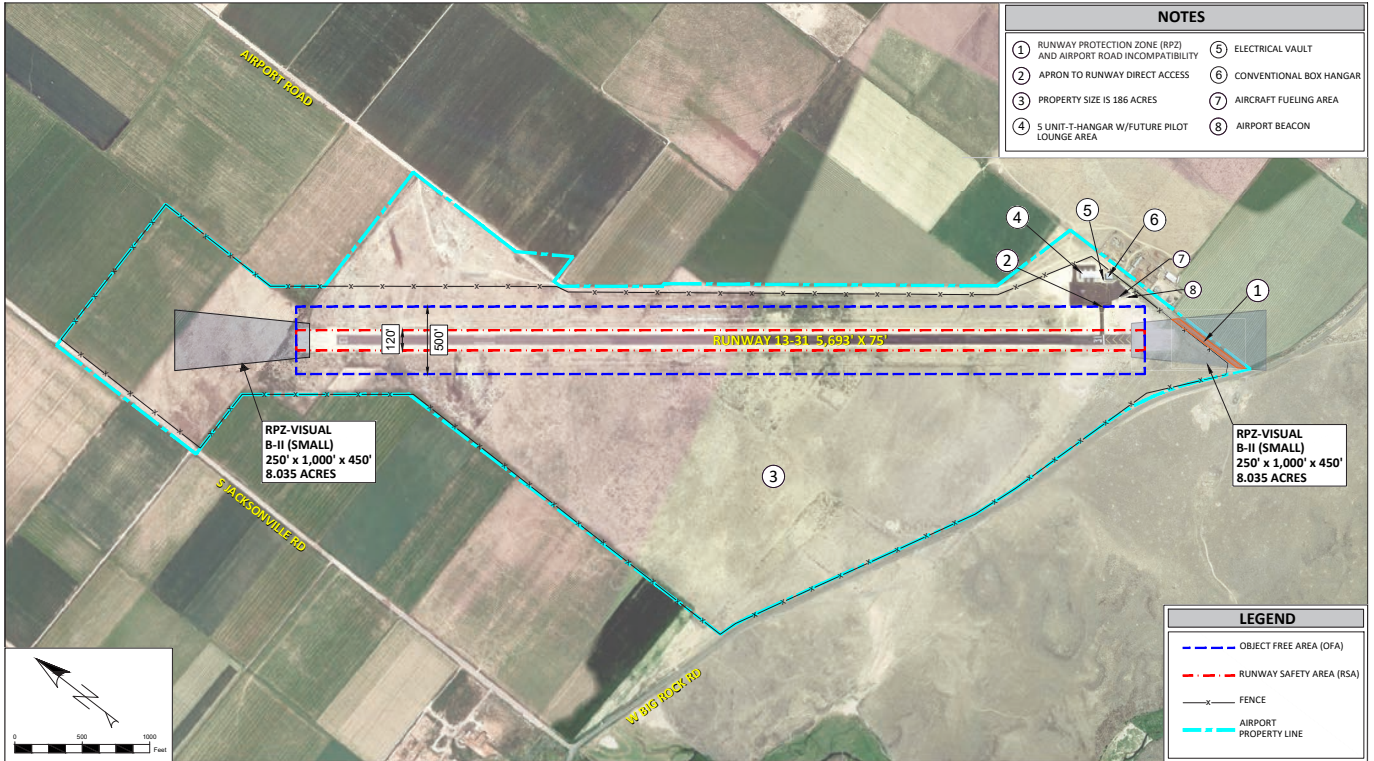 NOTES
1 RUNWAY PROTECTION ZONE (RPZ)
AND AIRPORT ROAD INCOMPATIBILITY
2 APRON TO RUNWAY DIRECT ACCESS
3 PROPERTY SIZE IS 186 ACRES
4 5 UNIT-T-HANGAR W/FUTURE PILOT
LOUNGE AREA
5 ELECTRICAL VAULT
6 CONVENTIONAL BOX HANGAR
7 AIRCRAFT FUELING AREA
8 AIRPORT BEACON
AIRPORT ROAD
4
5
6
2
7
8
1
120'
500'
RUNWAY 13-31 5,693' X 75'
RPZ-VISUAL
B-II (SMALL)
250' x 1,000' x 450'
8.035 ACRES
RPZ-VISUAL
B-II (SMALL)
250' x 1,000' x 450'
8.035 ACRES
3
S JACKSONVILLE RD
W BIG ROCK RD
LEGEND
OBJECT FREE AREA (OFA)
RUNWAY SAFETY AREA (RSA)
x FENCE
AIRPORT
PROPERTY LINE
N
0 500 1000
Feet